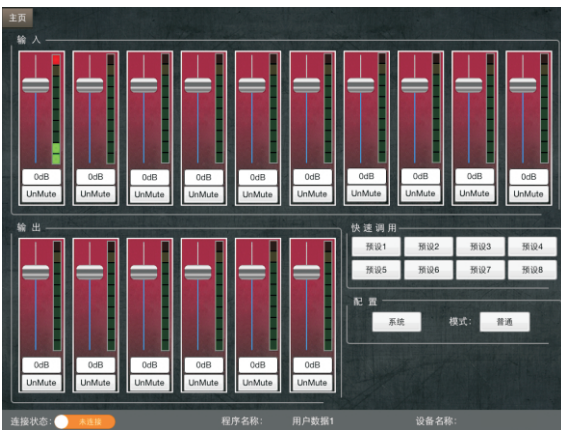 主页
输 入
0dB 0dB 0dB 0dB 0dB 0dB 0dB 0dB 0dB 0dB
UnMute UnMute UnMute UnMute UnMute UnMute UnMute UnMute UnMute UnMute
输 出
0dB 0dB 0dB 0dB 0dB 0dB
UnMute UnMute UnMute UnMute UnMute UnMute
快 速 调 用
预设1 预设2 预设3 预设4
预设5 预设6 预设7 预设8
配 置
系统 模式: 普通
连接状态: 未连接 程序名称: 用户数据1 设备名称: